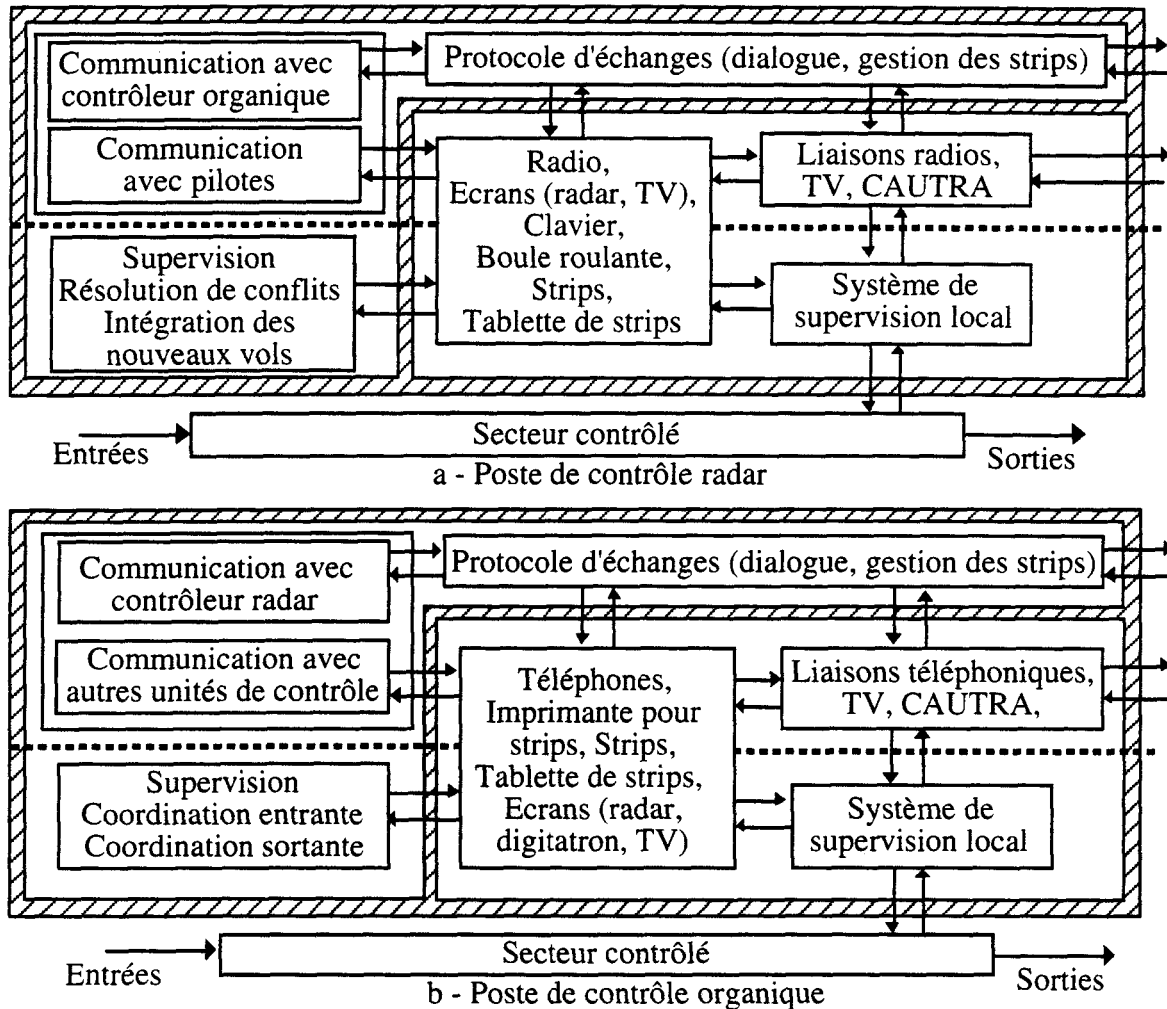 Communication avec
contrôleur organique
Protocole d'échanges (dialogue, gestion des strips)
Communication
avec pilotes
Radio,
Ecrans (radar, TV),
Clavier,
Boule roulante,
Strips,
Tablette de strips
Liaisons radios,
TV, CAUTRA
Supervision
Résolution de conflits
Intégration des
nouveaux vols
Système de
supervision local
Entrées
Secteur contrôlé
Sorties
a - Poste de contrôle radar
Communication avec
contrôleur radar
Protocole d'échanges (dialogue, gestion des strips)
Communication avec
autres unités de contrôle
Téléphones,
Imprimante pour
strips, Strips,
Tablette de strips,
Ecrans (radar,
digitatron, TV)
Liaisons téléphoniques,
TV, CAUTRA,
Supervision
Coordination entrante
Coordination sortante
Système de
supervision local
Entrées
Secteur contrôlé
Sorties
b - Poste de contrôle organique